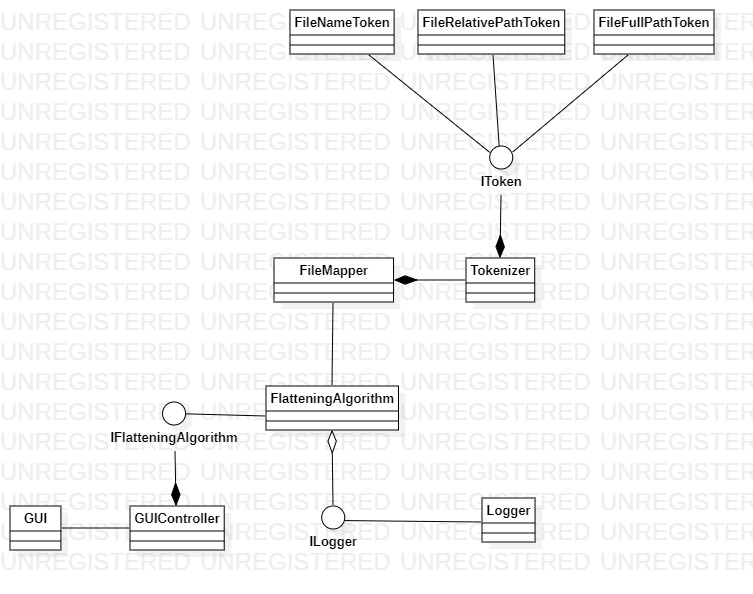 FileNameToken FileRelativePathToken FileFullPathToken
IToken
FileMapper Tokenizer
FlatteningAlgorithm
IFlatteningAlgorithm
GUI GUIController Logger
ILogger
UNREGISTERED UNREGISTERED UNREGISTERED UNREGISTERED